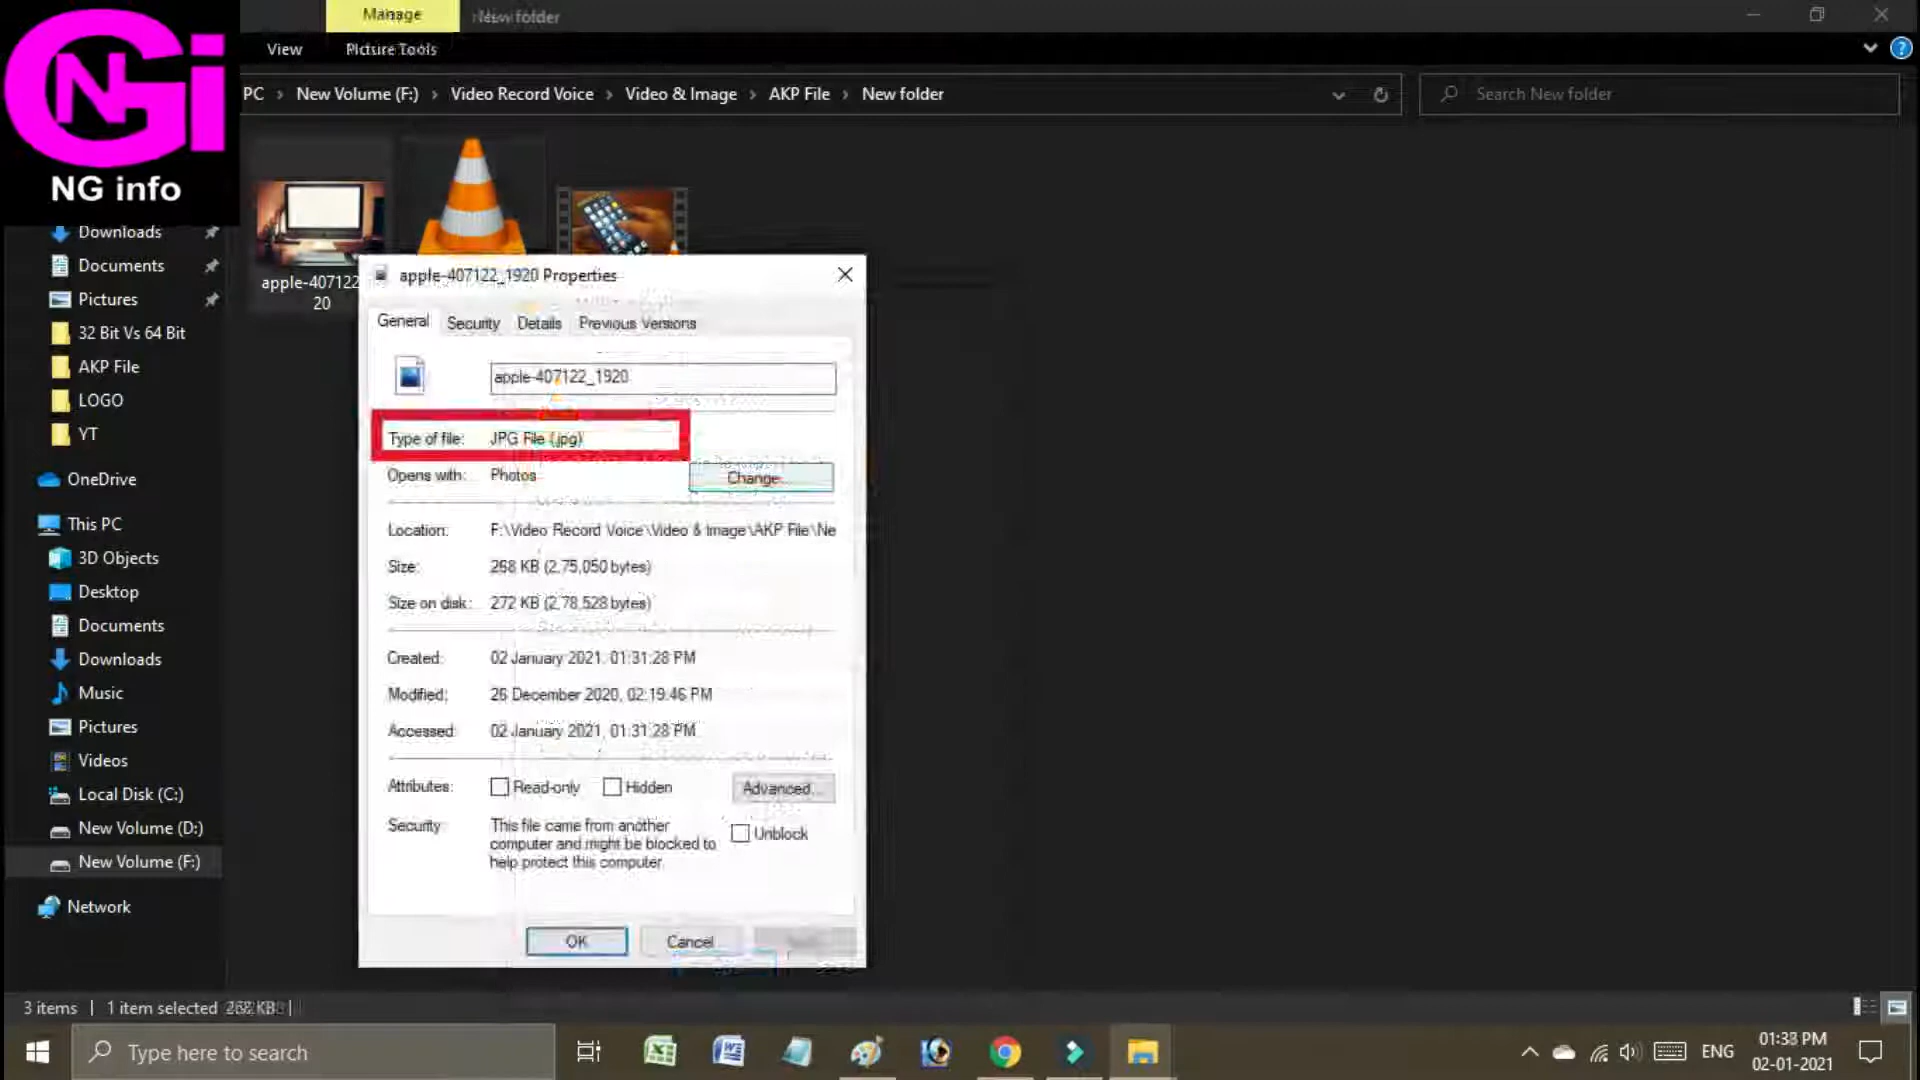 Manage
New folder
View
Picture Tools
PC > New Volume (F:) > Video Record Voice > Video & Image > AKP File > New folder
Search New folder
NGi
NG info
Downloads
Documents
Pictures
32 Bit Vs 64 Bit
AKP File
LOGO
YT
OneDrive
This PC
3D Objects
Desktop
Documents
Downloads
Music
Pictures
Videos
Local Disk (C:)
New Volume (D:)
New Volume (F:)
Network
apple-407122
20
apple-407122_1920 Properties
General Security Details Previous Versions
apple-407122_1920
Type of file: JPG File (.jpg)
Opens with: Photos
Change...
Location: F:\Video Record Voice\Video & Image\AKP File\Ne
Size: 268 KB (2,75,050 bytes)
Size on disk: 272 KB (2,78,528 bytes)
Created: 02 January 2021, 01:31:28 PM
Modified: 26 December 2020, 02:19:46 PM
Accessed: 02 January 2021, 01:31:28 PM
Attributes: Read-only Hidden Advanced...
Security: This file came from another
computer and might be blocked to
help protect this computer.
Unblock
OK Cancel
3 items | 1 item selected 268 KB |
Type here to search
ENG
01:33 PM
02-01-2021